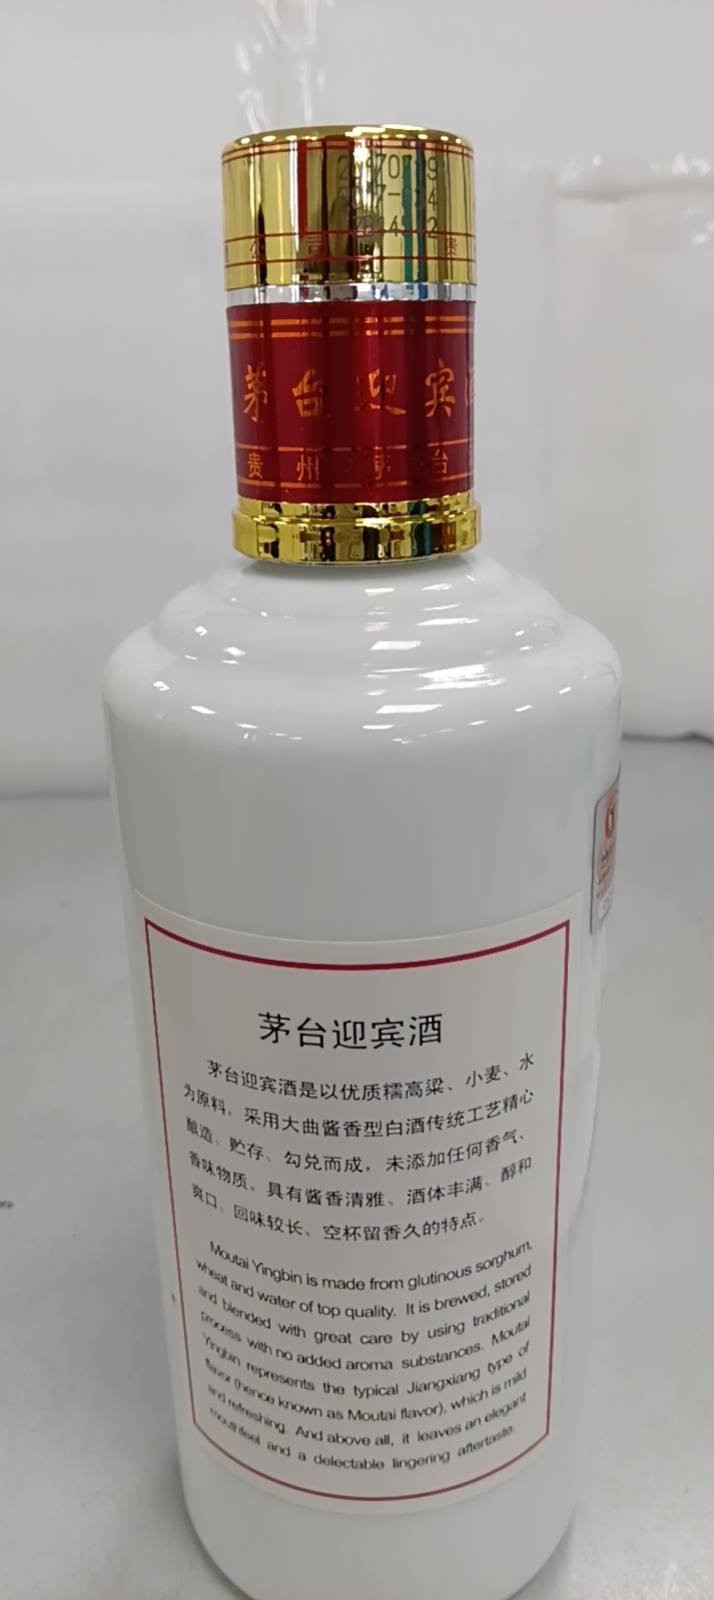 公司 贵
茅台迎宾
贵州茅台
茅台迎宾酒
茅台迎宾酒是以优质糯高粱、小麦、水
为原料，采用大曲酱香型白酒传统工艺精心
酿造、贮存、勾兑而成，未添加任何香气、
香味物质。具有酱香清雅、酒体丰满、醇和
爽口、回味较长、空杯留香久的特点。
Moutai Yingbin is made from glutinous sorghum,
wheat and water of top quality. It is brewed, stored
and blended with great care by using traditional
process with no added aroma substances. Moutai
Yingbin represents the typical Jiangxiang type of
flavor (hence known as Moutai flavor), which is mild
and refreshing. And above all, it leaves an elegant
mouthfeel and a delectable lingering aftertaste.